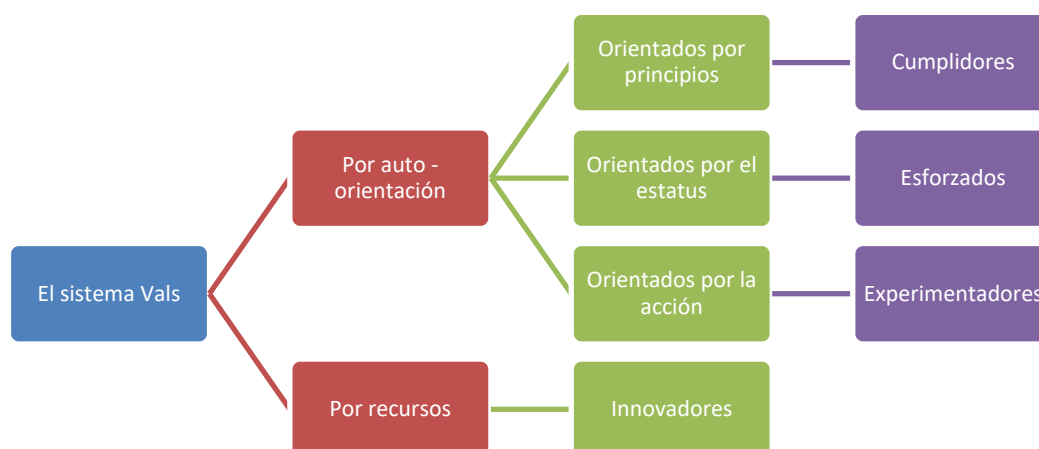 Orientados por
principios
Cumplidores
Por auto -
orientación
Orientados por el
estatus
Esforzados
El sistema Vals
Orientados por la
acción
Experimentadores
Por recursos
Innovadores